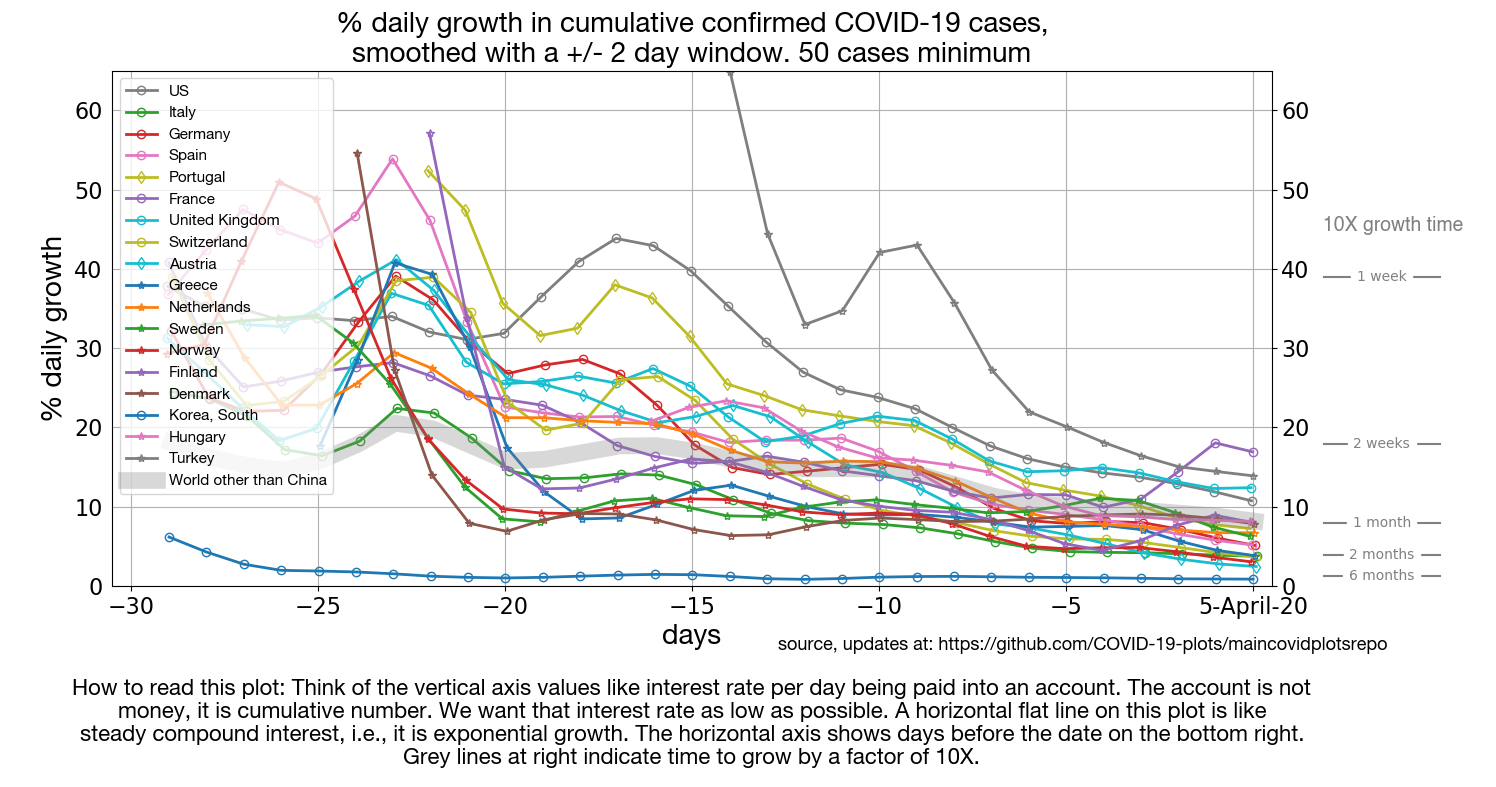 % daily growth in cumulative confirmed COVID-19 cases,
smoothed with a +/- 2 day window. 50 cases minimum
% daily growth
60
50
40
30
20
10
0
US
Italy
Germany
Spain
Portugal
France
United Kingdom
Switzerland
Austria
Greece
Netherlands
Sweden
Norway
Finland
Denmark
Korea, South
Hungary
Turkey
World other than China
60
50
40
30
20
10
0
10X growth time
1 week
2 weeks
1 month
2 months
6 months
−30
−25
−20
−15
−10
−5
5-April-20
days
source, updates at: https://github.com/COVID-19-plots/maincovidplotsrepo
How to read this plot: Think of the vertical axis values like interest rate per day being paid into an account. The account is not
money, it is cumulative number. We want that interest rate as low as possible. A horizontal flat line on this plot is like
steady compound interest, i.e., it is exponential growth. The horizontal axis shows days before the date on the bottom right.
Grey lines at right indicate time to grow by a factor of 10X.